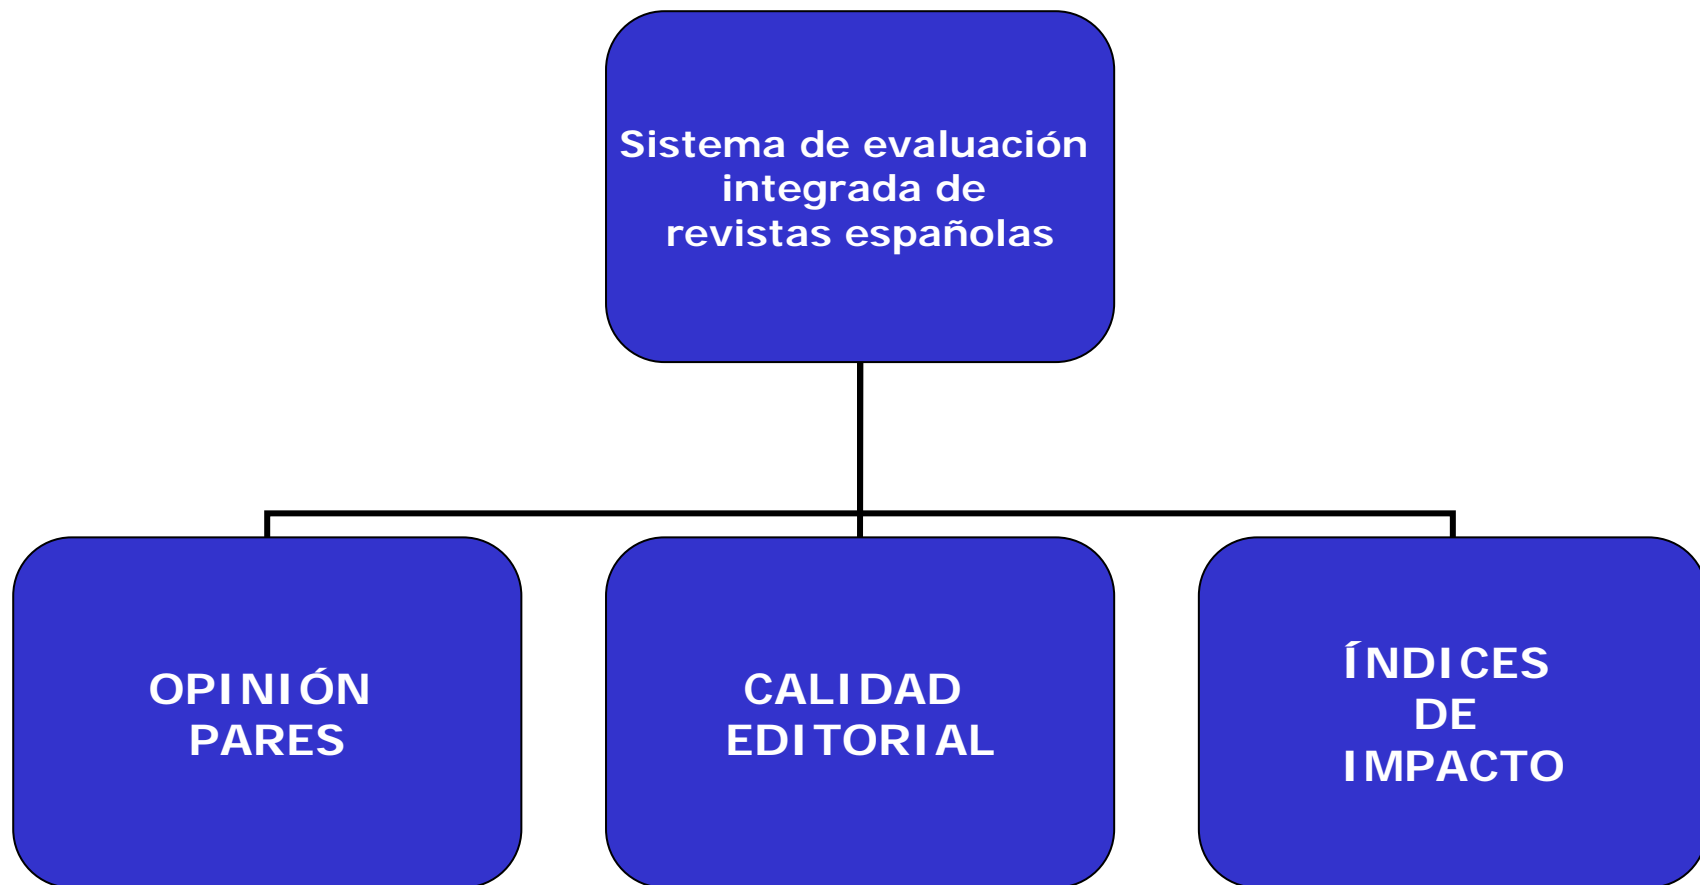 Sistema de evaluación
integrada de
revistas españolas
OPINIÓN
PARES
CALIDAD
EDITORIAL
ÍNDICES
DE
IMPACTO